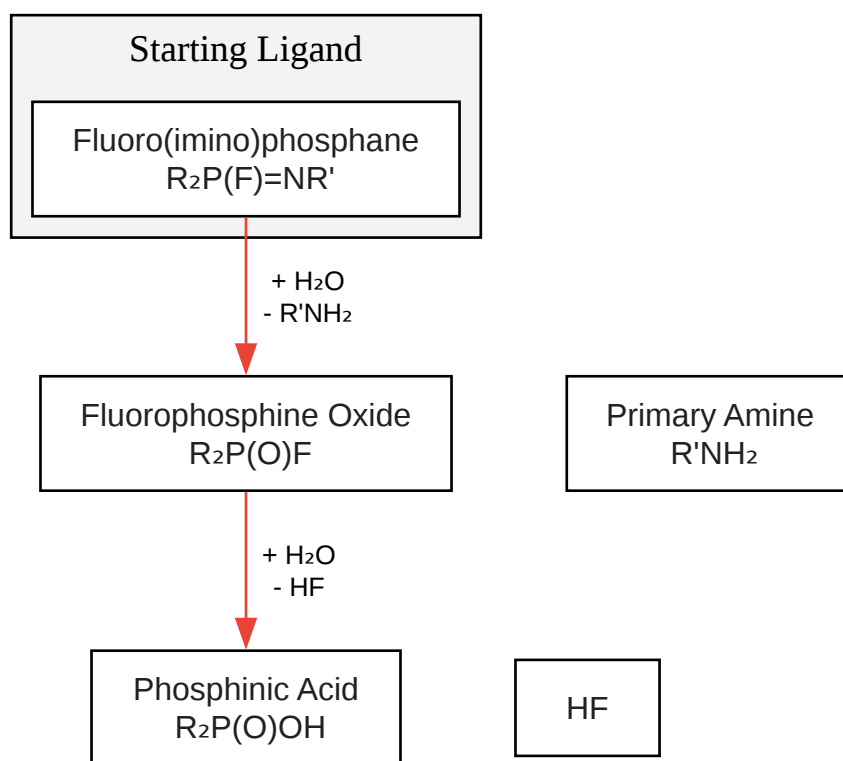 Starting Ligand
Fluoro(imino)phosphane
R₂P(F)=NR'
+ H₂O
- R'NH₂
Fluorophosphine Oxide
R₂P(O)F
Primary Amine
R'NH₂
+ H₂O
- HF
Phosphinic Acid
R₂P(O)OH
HF